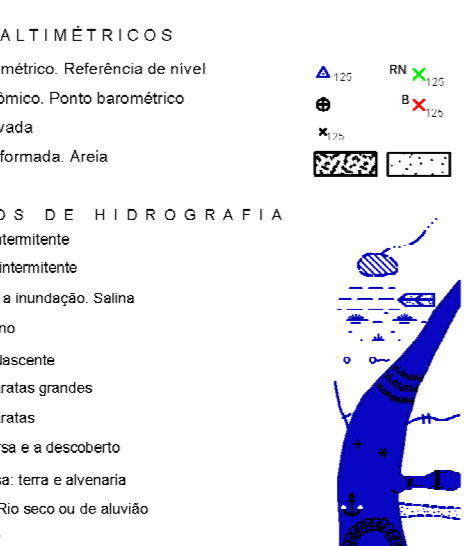 ALTIMÉTRICOS
métrico. Referência de nível
125 RN 125
ômico. Ponto barométrico
B 125
vada
125
formada. Areia
OS DE HIDROGRAFIA
ntermitente
intermitente
a inundação. Salina
no
Nascente
ratas grandes
ratas
rsa e a descoberto
sa: terra e alvenaria
Rio seco ou de aluvião